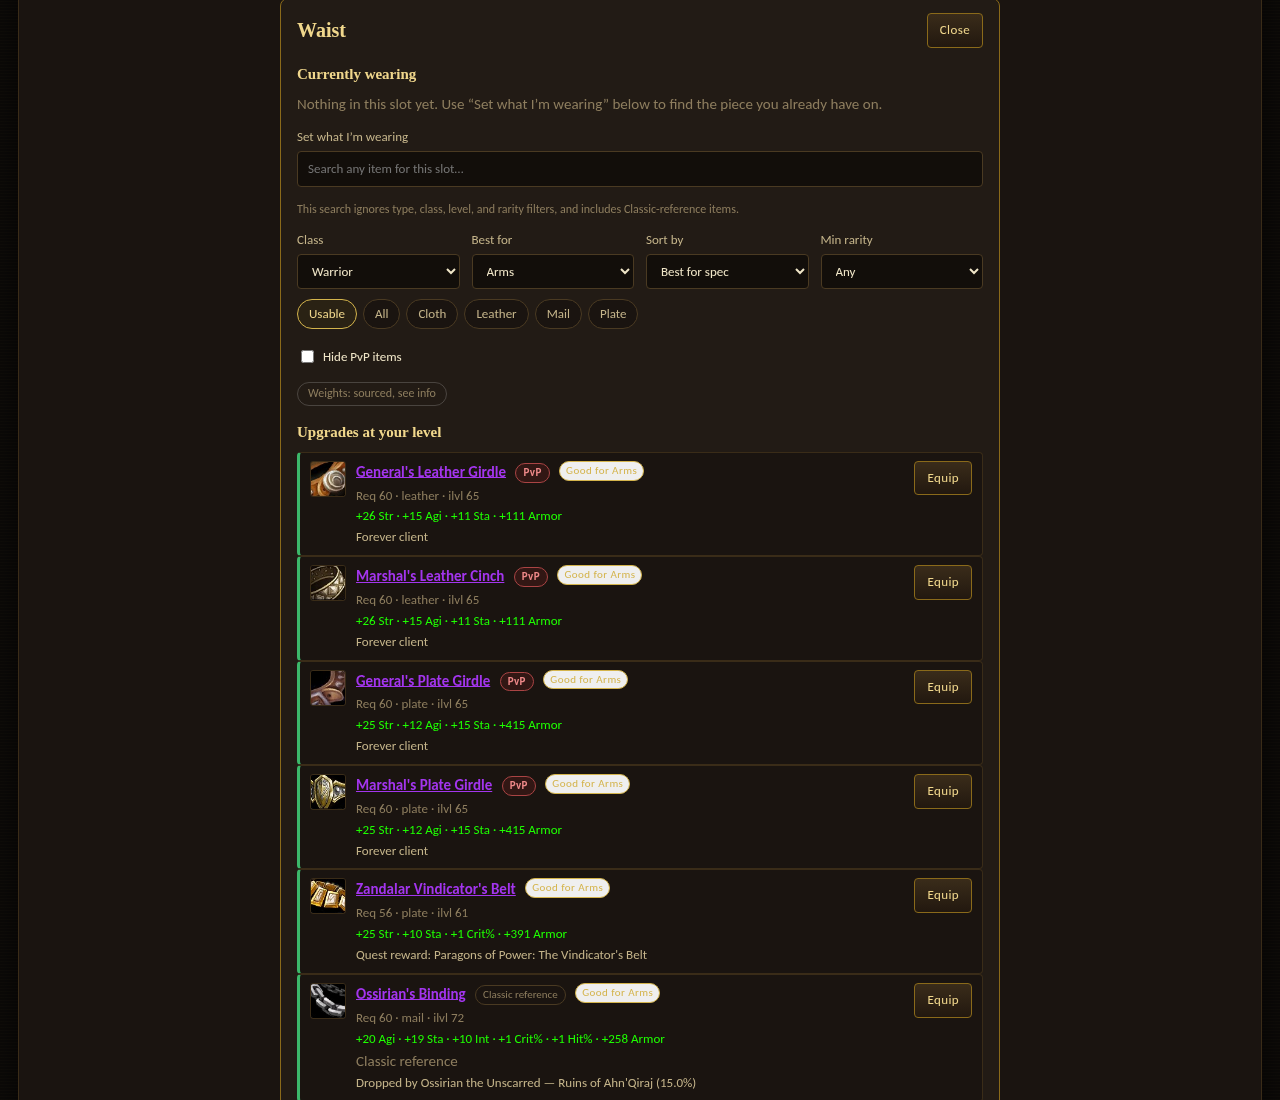 Waist
Close
Currently wearing
Nothing in this slot yet. Use “Set what I’m wearing” below to find the piece you already have on.
Set what I'm wearing
Search any item for this slot...
This search ignores type, class, level, and rarity filters, and includes Classic-reference items.
Class Best for Sort by Min rarity
Warrior Arms Best for spec Any
Usable All Cloth Leather Mail Plate
Hide PvP items
Weights: sourced, see info
Upgrades at your level
General's Leather Girdle PvP Good for Arms Equip
Req 60 · leather · ilvl 65
+26 Str · +15 Agi · +11 Sta · +111 Armor
Forever client
Marshal's Leather Cinch PvP Good for Arms Equip
Req 60 · leather · ilvl 65
+26 Str · +15 Agi · +11 Sta · +111 Armor
Forever client
General's Plate Girdle PvP Good for Arms Equip
Req 60 · plate · ilvl 65
+25 Str · +12 Agi · +15 Sta · +415 Armor
Forever client
Marshal's Plate Girdle PvP Good for Arms Equip
Req 60 · plate · ilvl 65
+25 Str · +12 Agi · +15 Sta · +415 Armor
Forever client
Zandalar Vindicator's Belt Good for Arms Equip
Req 56 · plate · ilvl 61
+25 Str · +10 Sta · +1 Crit% · +391 Armor
Quest reward: Paragons of Power: The Vindicator's Belt
Ossirian's Binding Classic reference Good for Arms Equip
Req 60 · mail · ilvl 72
+20 Agi · +19 Sta · +10 Int · +1 Crit% · +1 Hit% · +258 Armor
Classic reference
Dropped by Ossirian the Unscarred — Ruins of Ahn'Qiraj (15.0%)